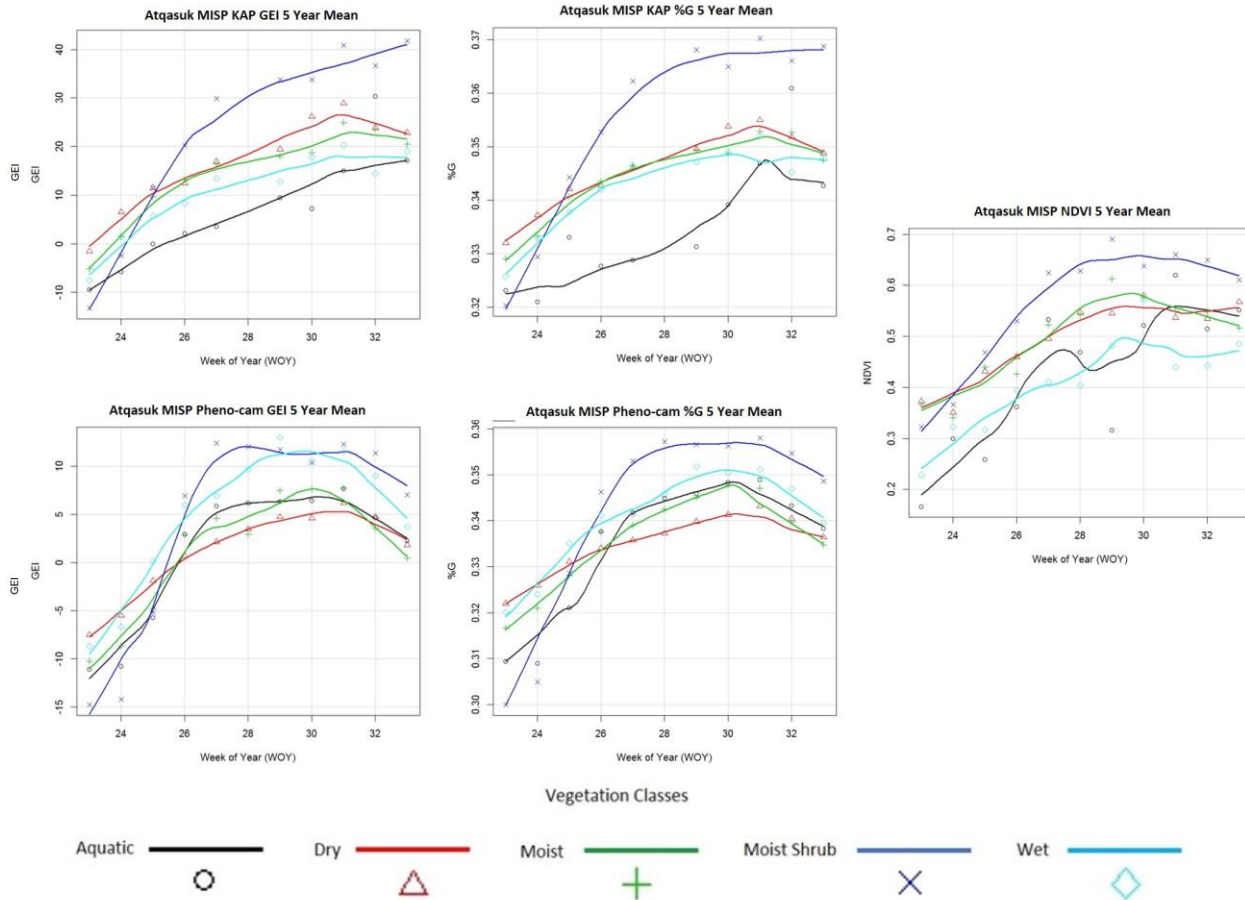 Atqasuk MISP KAP GEI 5 Year Mean
GEI
GEI
40
30
20
10
0
-10
24 26 28 30 32
Week of Year (WOY)
Atqasuk MISP KAP %G 5 Year Mean
%G
0.37
0.36
0.35
0.34
0.33
0.32
24 26 28 30 32
Week of Year (WOY)
Atqasuk MISP NDVI 5 Year Mean
NDVI
0.7
0.6
0.5
0.4
0.3
0.2
24 26 28 30 32
Week of Year (WOY)
Atqasuk MISP Pheno-cam GEI 5 Year Mean
GEI
GEI
10
5
0
-5
-10
-15
24 26 28 30 32
Week of Year (WOY)
Atqasuk MISP Pheno-cam %G 5 Year Mean
%G
0.36
0.35
0.34
0.33
0.32
0.31
0.30
24 26 28 30 32
Week of Year (WOY)
Vegetation Classes
Aquatic Dry Moist Moist Shrub Wet